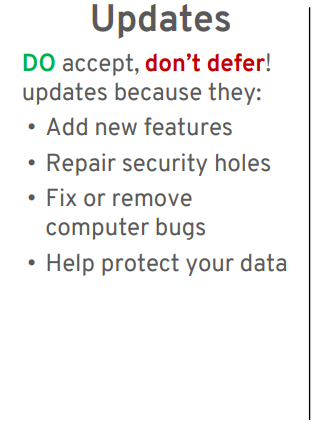 Updates
DO accept, don't defer!
updates because they:
• Add new features
• Repair security holes
• Fix or remove
computer bugs
• Help protect your data